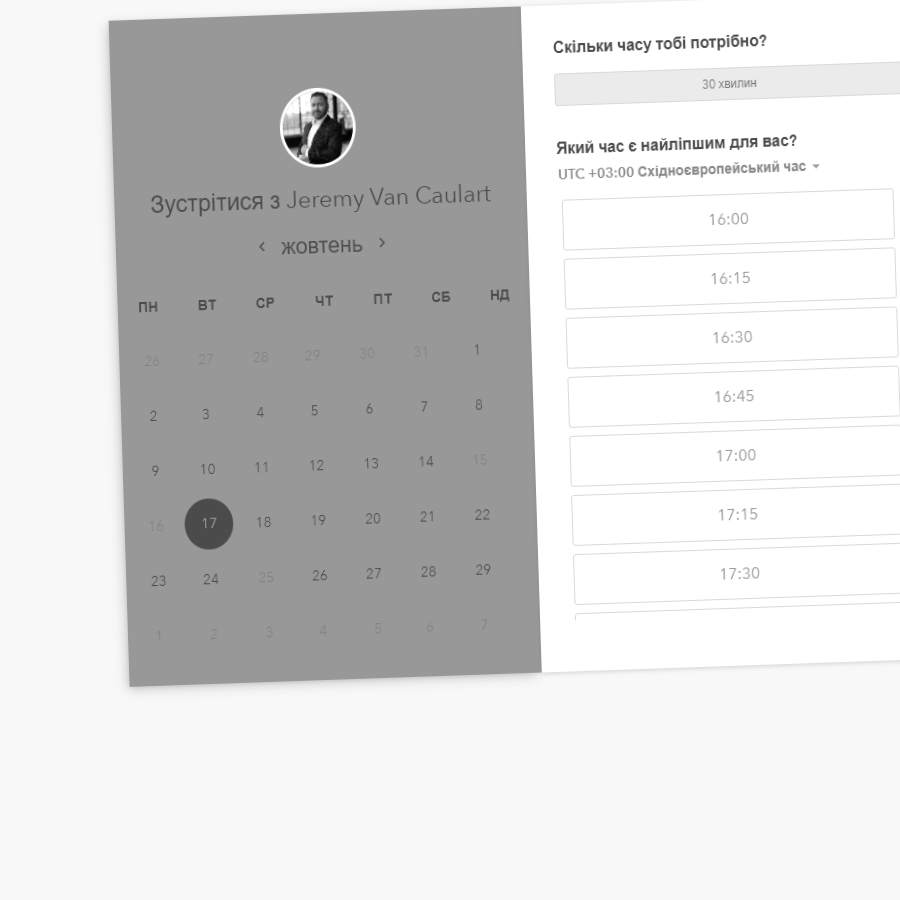 Зустрітися з Jeremy Van Caulart
жовтень
ПН ВТ СР ЧТ ПТ СБ НД
26 27 28 29 30 31 1
2 3 4 5 6 7 8
9 10 11 12 13 14 15
16 17 18 19 20 21 22
23 24 25 26 27 28 29
1 2 3 4 5 6 7
Скільки часу тобі потрібно?
30 хвилин
Який час є найліпшим для вас?
UTC +03:00 Східноєвропейський час
16:00
16:15
16:30
16:45
17:00
17:15
17:30